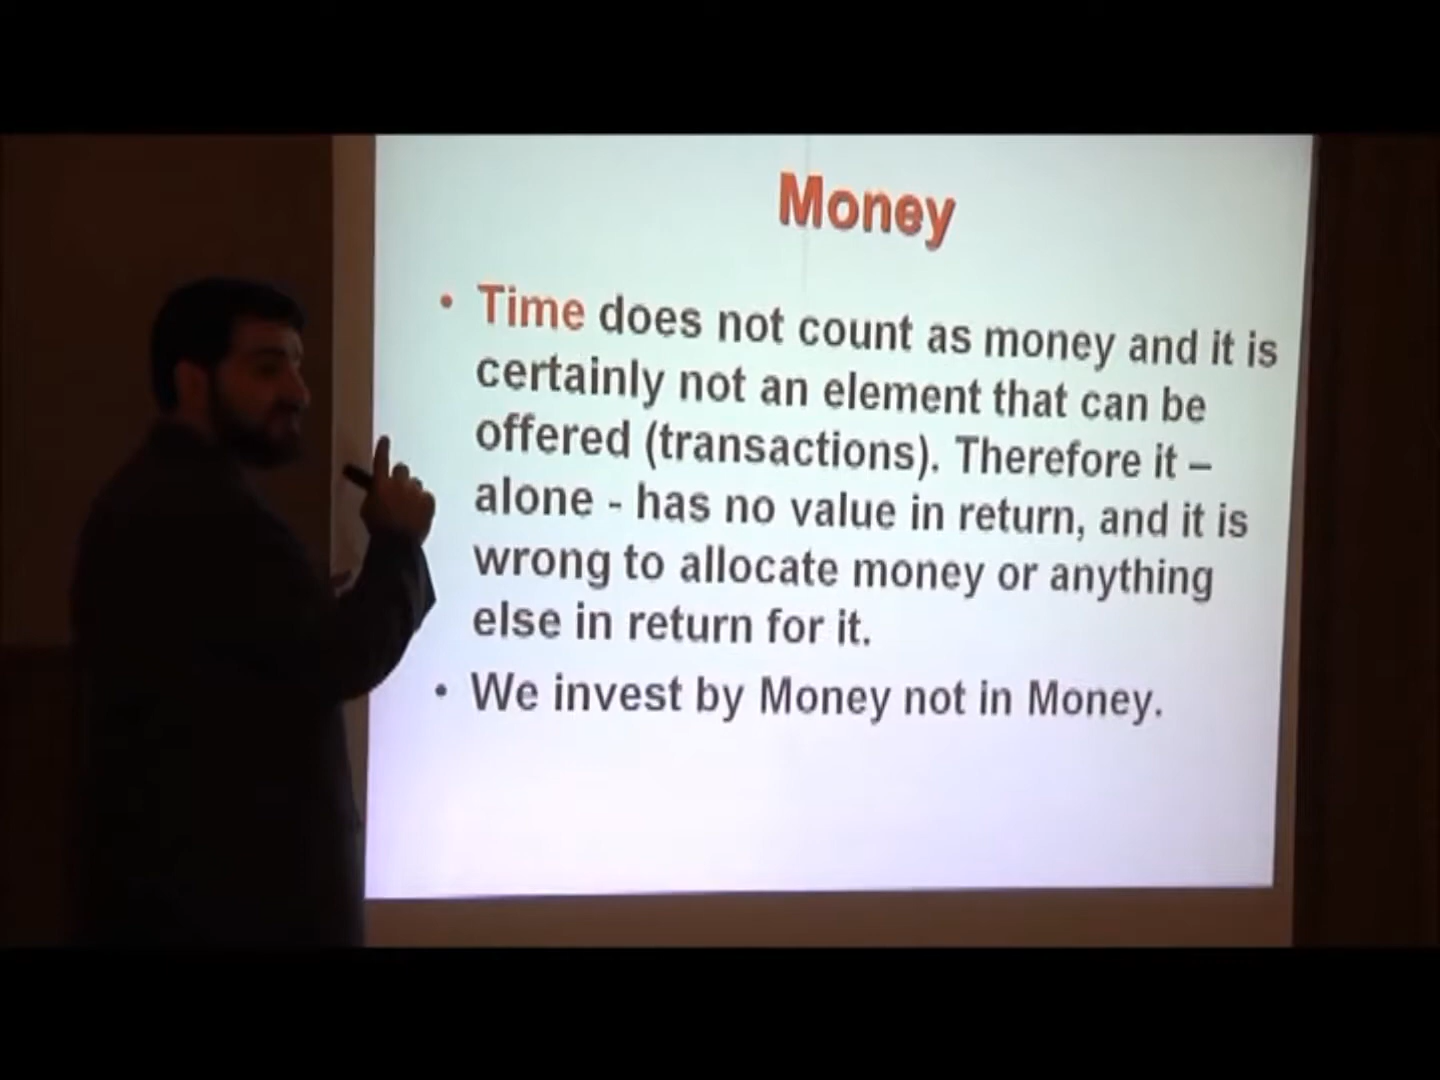 Money
• Time does not count as money and it is
certainly not an element that can be
offered (transactions). Therefore it –
alone - has no value in return, and it is
wrong to allocate money or anything
else in return for it.
• We invest by Money not in Money.